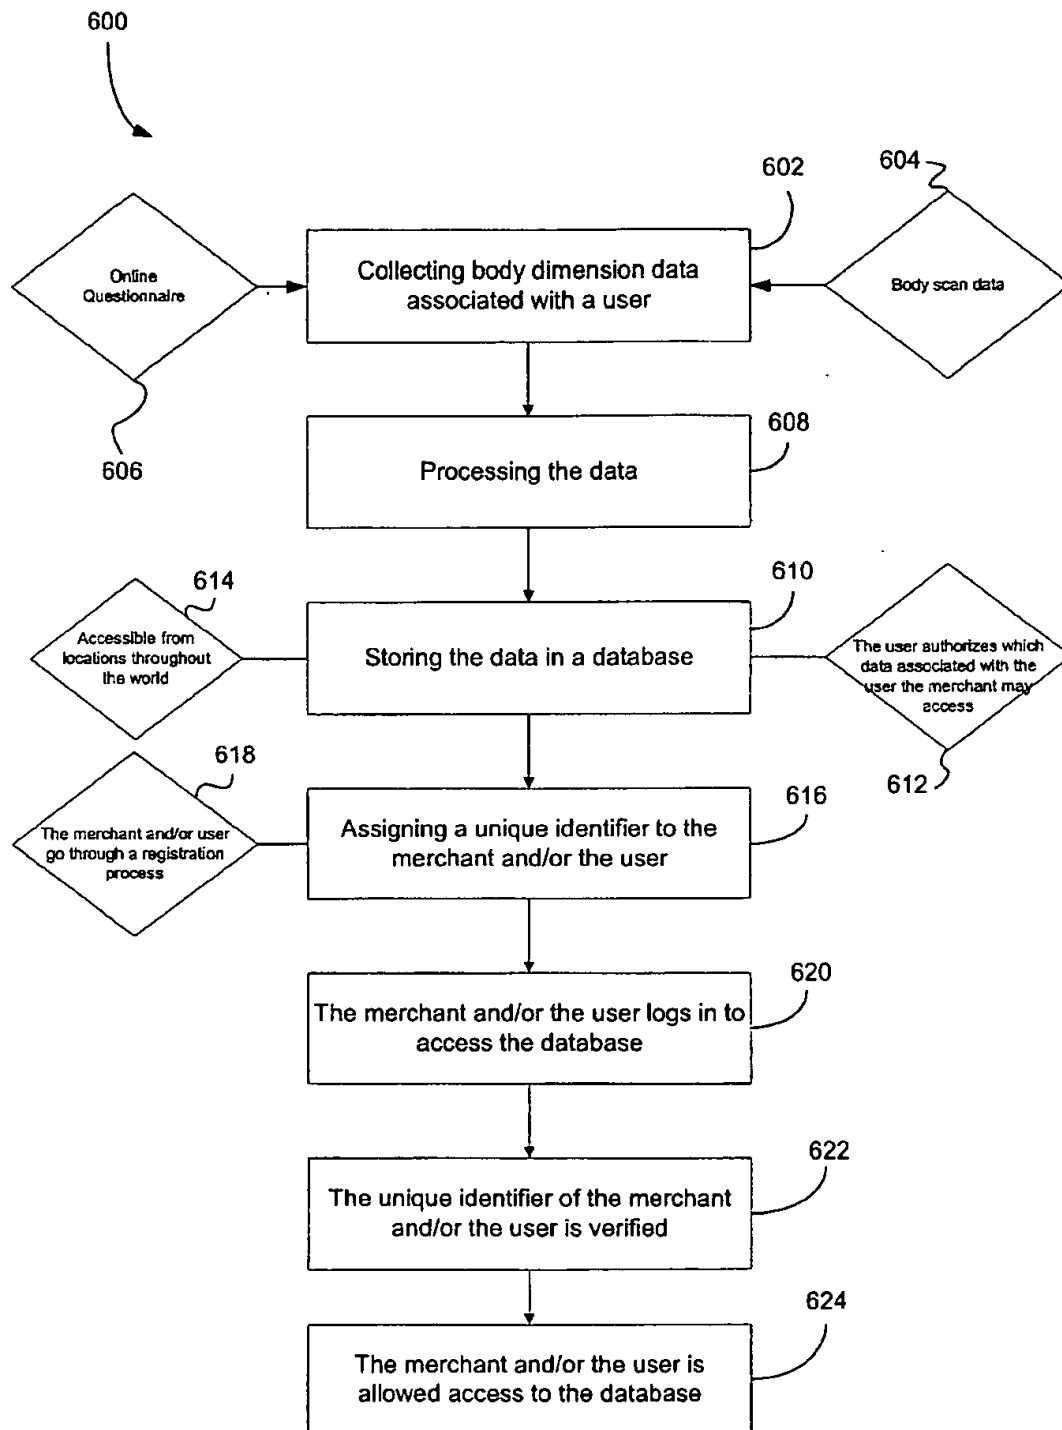 600
602
604
Online
Questionnaire
Collecting body dimension data
associated with a user
Body scan data
606
608
Processing the data
610
614
Accessible from
locations throughout
the world
Storing the data in a database
The user authorizes which
data associated with the
user the merchant may
access
612
618
616
The merchant and/or user
go through a registration
process
Assigning a unique identifier to the
merchant and/or the user
620
The merchant and/or the user logs in to
access the database
622
The unique identifier of the merchant
and/or the user is verified
624
The merchant and/or the user is
allowed access to the database